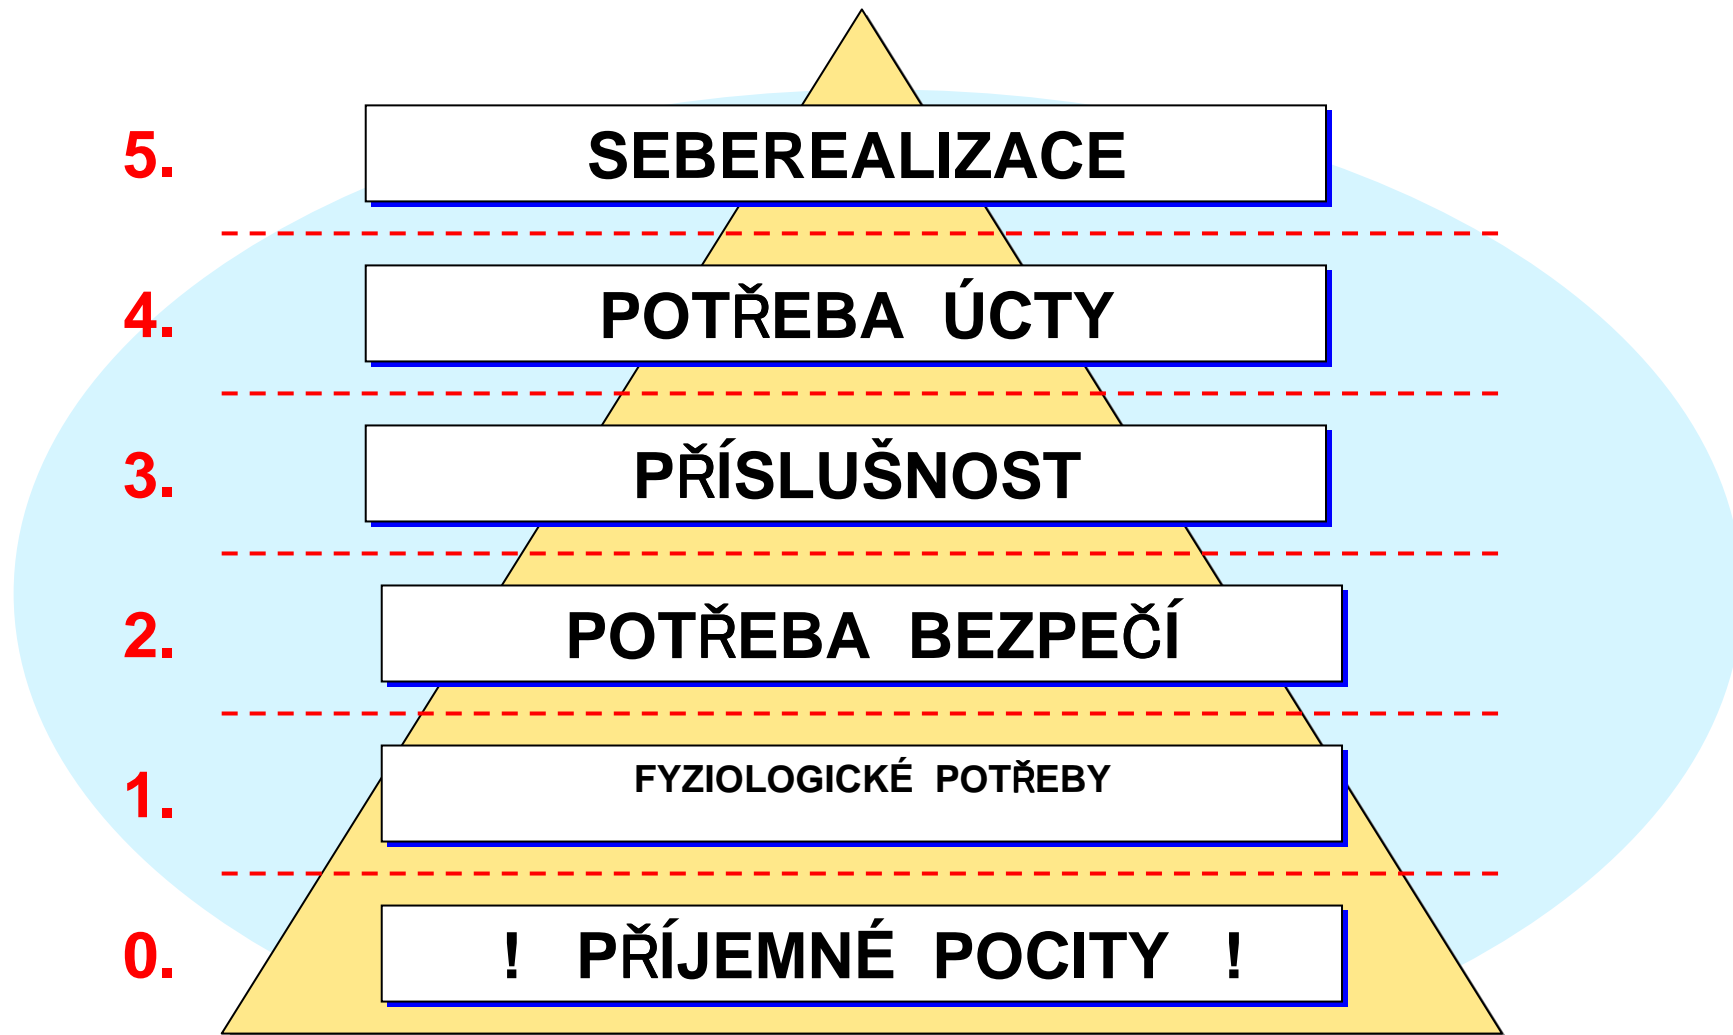 5. SEBEREALIZACE
4. POTŘEBA ÚCTY
3. PŘÍSLUŠNOST
2. POTŘEBA BEZPEČÍ
1. FYZIOLOGICKÉ POTŘEBY
0. ! PŘÍJEMNÉ POCITY !